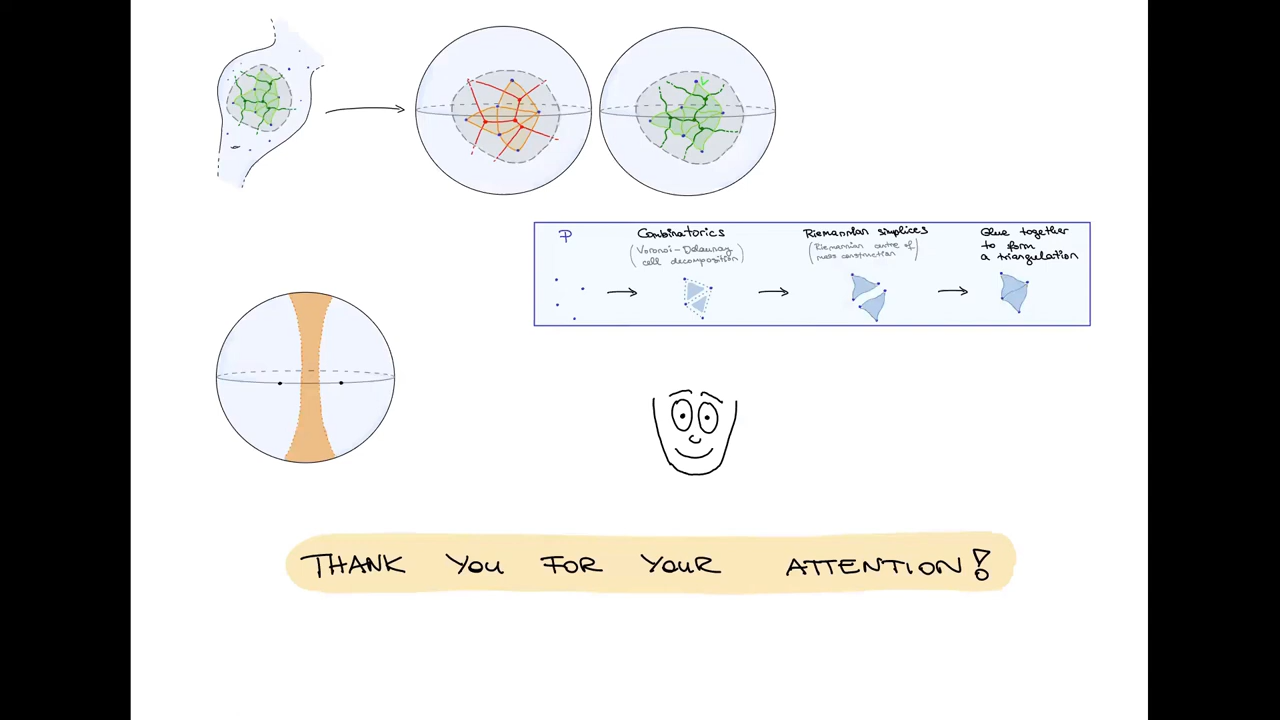 P
Combinatorics
(Voronoi-Delaunay
cell decomposition)
Riemannian simplices
(Riemannian centre of
mass construction)
Glue together
to form
a triangulation
THANK YOU FOR YOUR ATTENTION!